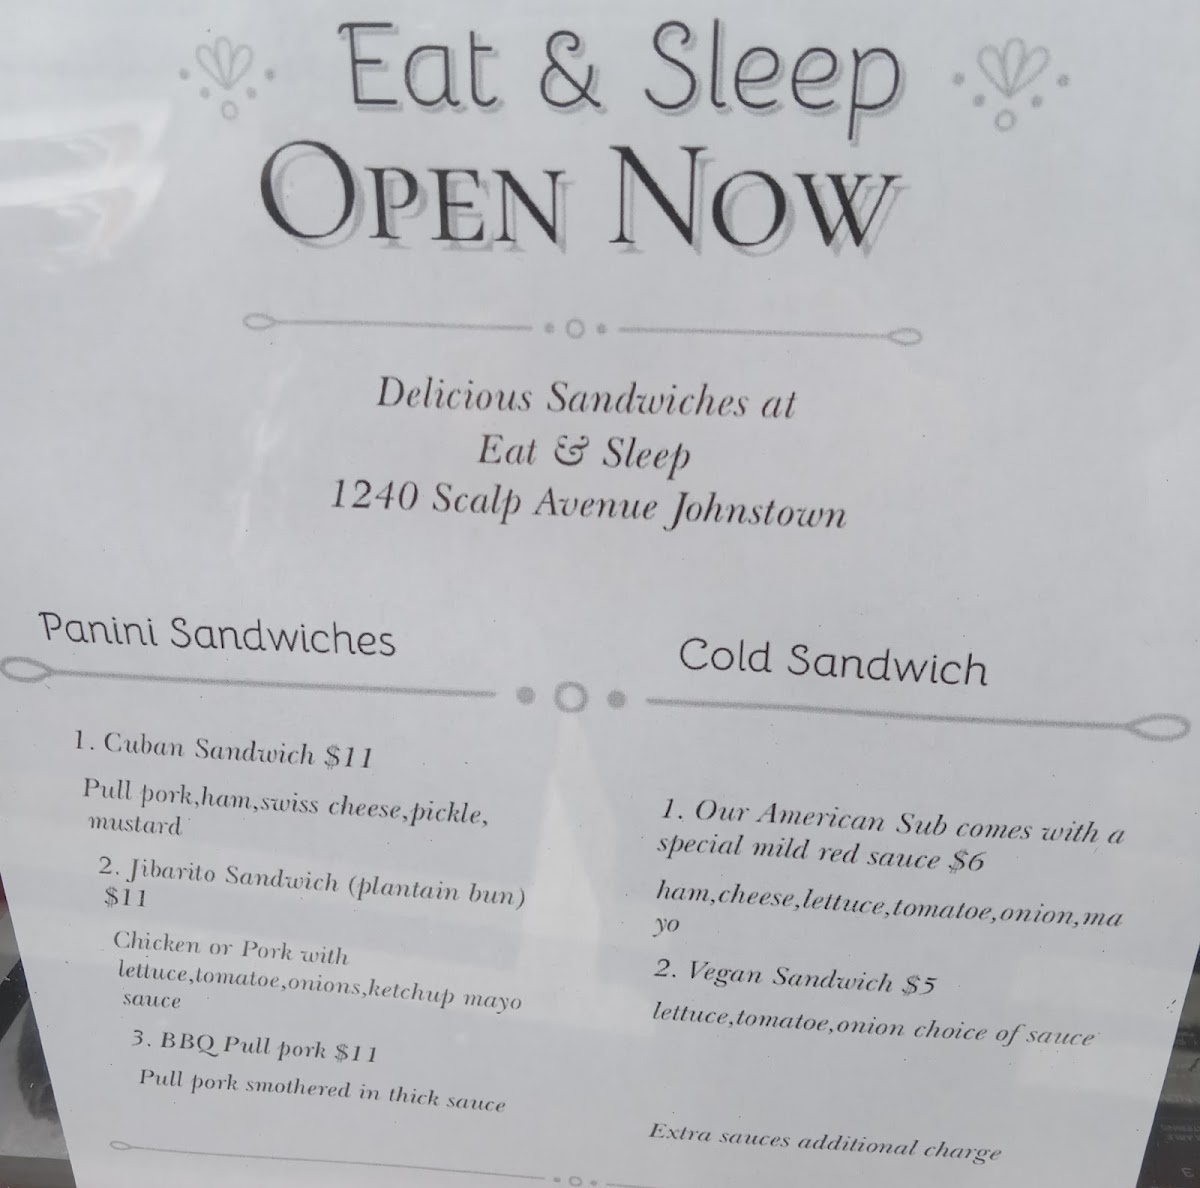 Eat & Sleep
OPEN NOW
Delicious Sandwiches at
Eat & Sleep
1240 Scalp Avenue Johnstown
Panini Sandwiches
1. Cuban Sandwich $11
Pull pork,ham,swiss cheese,pickle,
mustard
2. Jibarito Sandwich (plantain bun)
$11
Chicken or Pork with
lettuce,tomatoe,onions,ketchup mayo
sauce
3. BBQ Pull pork $11
Pull pork smothered in thick sauce
Cold Sandwich
1. Our American Sub comes with a
special mild red sauce $6
ham,cheese,lettuce,tomatoe,onion,ma
yo
2. Vegan Sandwich $5
lettuce,tomatoe,onion choice of sauce
Extra sauces additional charge